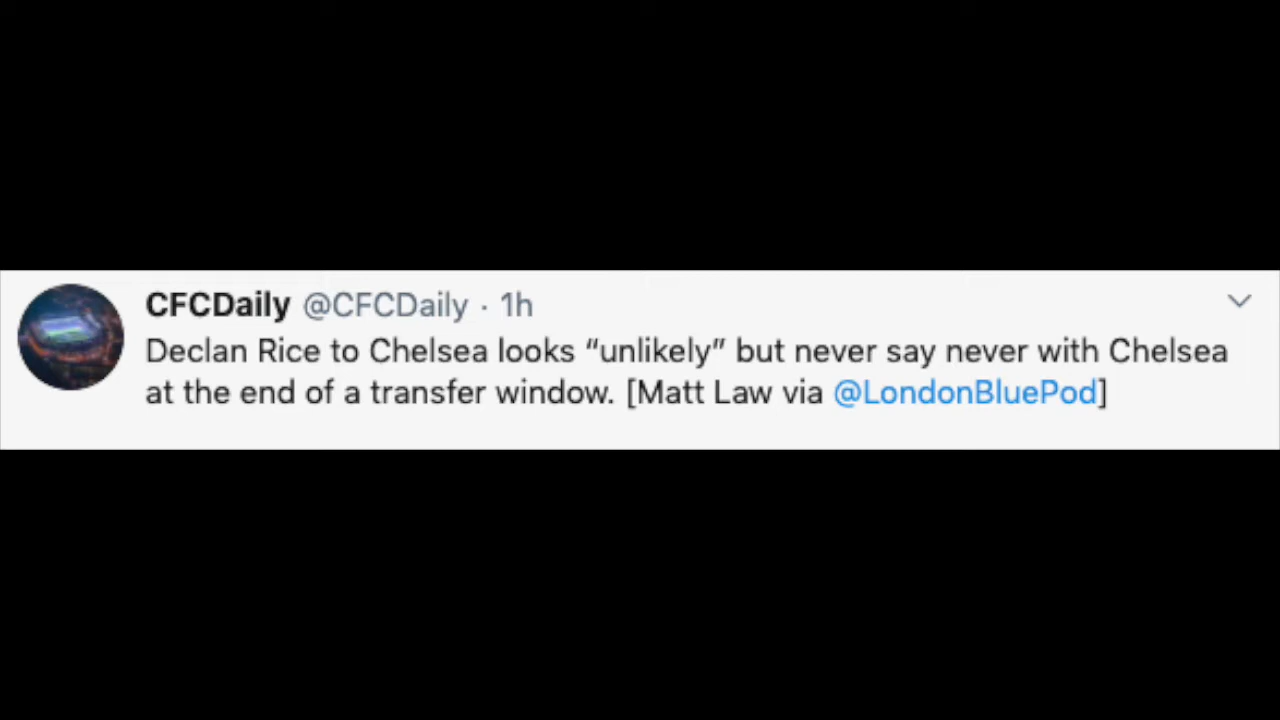 CFCDaily @CFCDaily · 1h
Declan Rice to Chelsea looks “unlikely” but never say never with Chelsea
at the end of a transfer window. [Matt Law via @LondonBluePod]